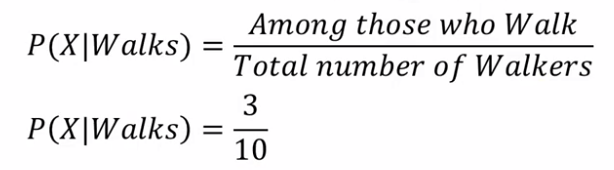 P(X|Walks) = Among those who Walk / Total number of Walkers
P(X|Walks) = 3 / 10